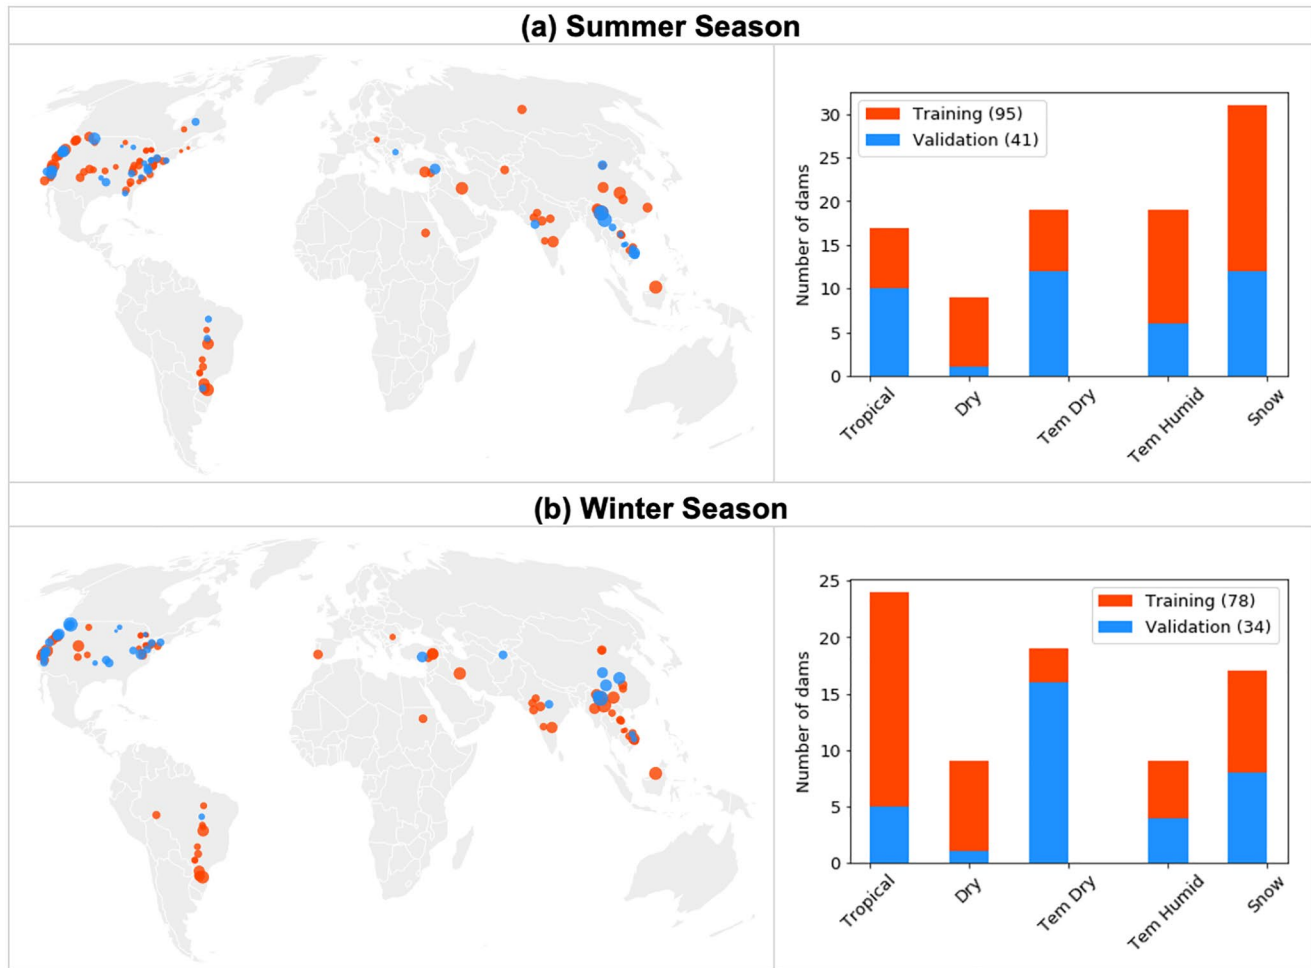 (a) Summer Season
Training (95)
Validation (41)
Number of dams
30
25
20
15
10
5
0
Tropical
Dry
Tem Dry
Tem Humid
Snow
(b) Winter Season
Training (78)
Validation (34)
Number of dams
25
20
15
10
5
0
Tropical
Dry
Tem Dry
Tem Humid
Snow